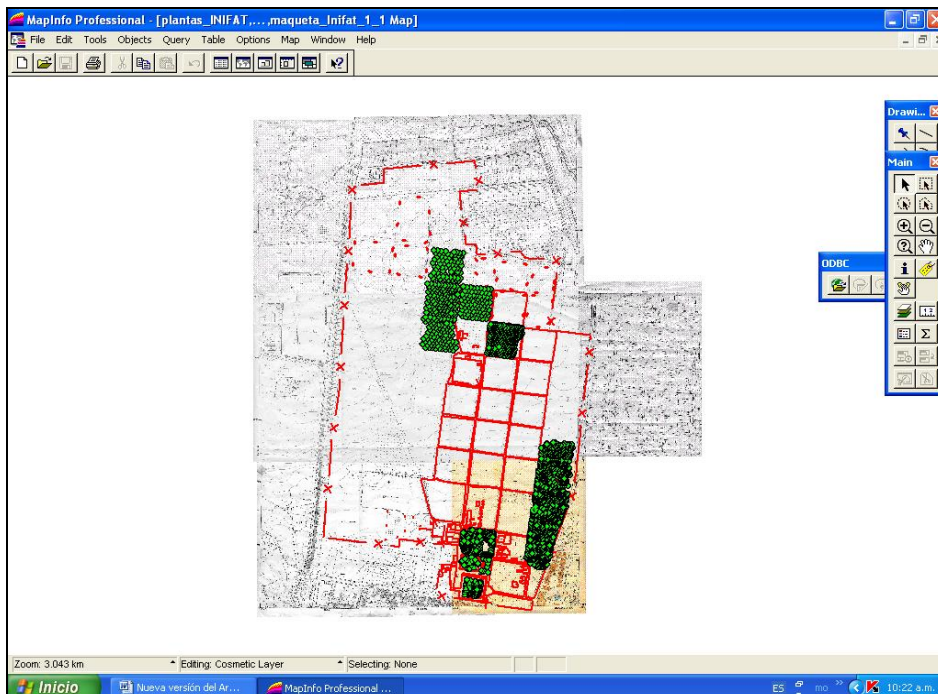 MapInfo Professional - [plantas_INIFAT,...,maqueta_Inifat_1_1 Map]
File Edit Tools Objects Query Table Options Map Window Help
Drawi...
Main
ODBC
Zoom: 3.043 km
Editing: Cosmetic Layer
Selecting: None
Inicio
Nueva versión del Ar...
MapInfo Professional ...
ES
mo
10:22 a.m.